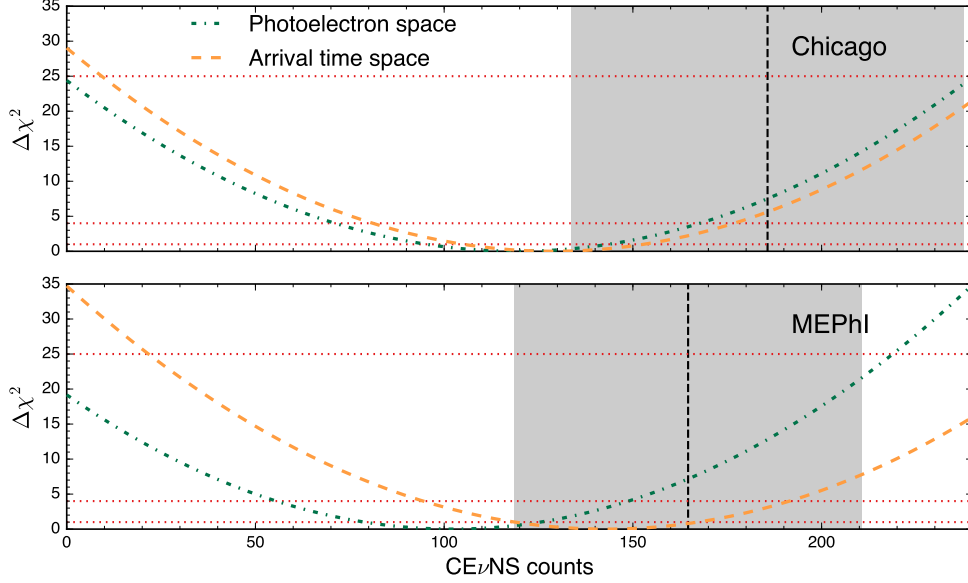 Photoelectron space
Arrival time space
Chicago
Δχ²
35
30
25
20
15
10
5
0
MEPhI
Δχ²
35
30
25
20
15
10
5
0
0 50 100 150 200
CEνNS counts